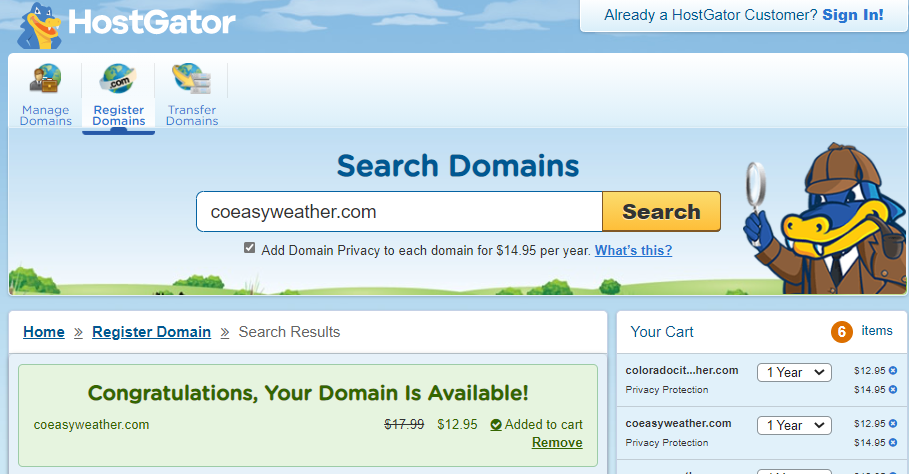 HostGator
Already a HostGator Customer? Sign In!
Manage Domains
Register Domains
Transfer Domains
.com
Search Domains
coeasyweather.com
Search
Add Domain Privacy to each domain for $14.95 per year. What's this?
Home » Register Domain » Search Results
Congratulations, Your Domain Is Available!
coeasyweather.com $17.99 $12.95 Added to cart
Remove
Your Cart 6 items
coloradocit...her.com 1 Year $12.95
Privacy Protection $14.95
coeasyweather.com 1 Year $12.95
Privacy Protection $14.95